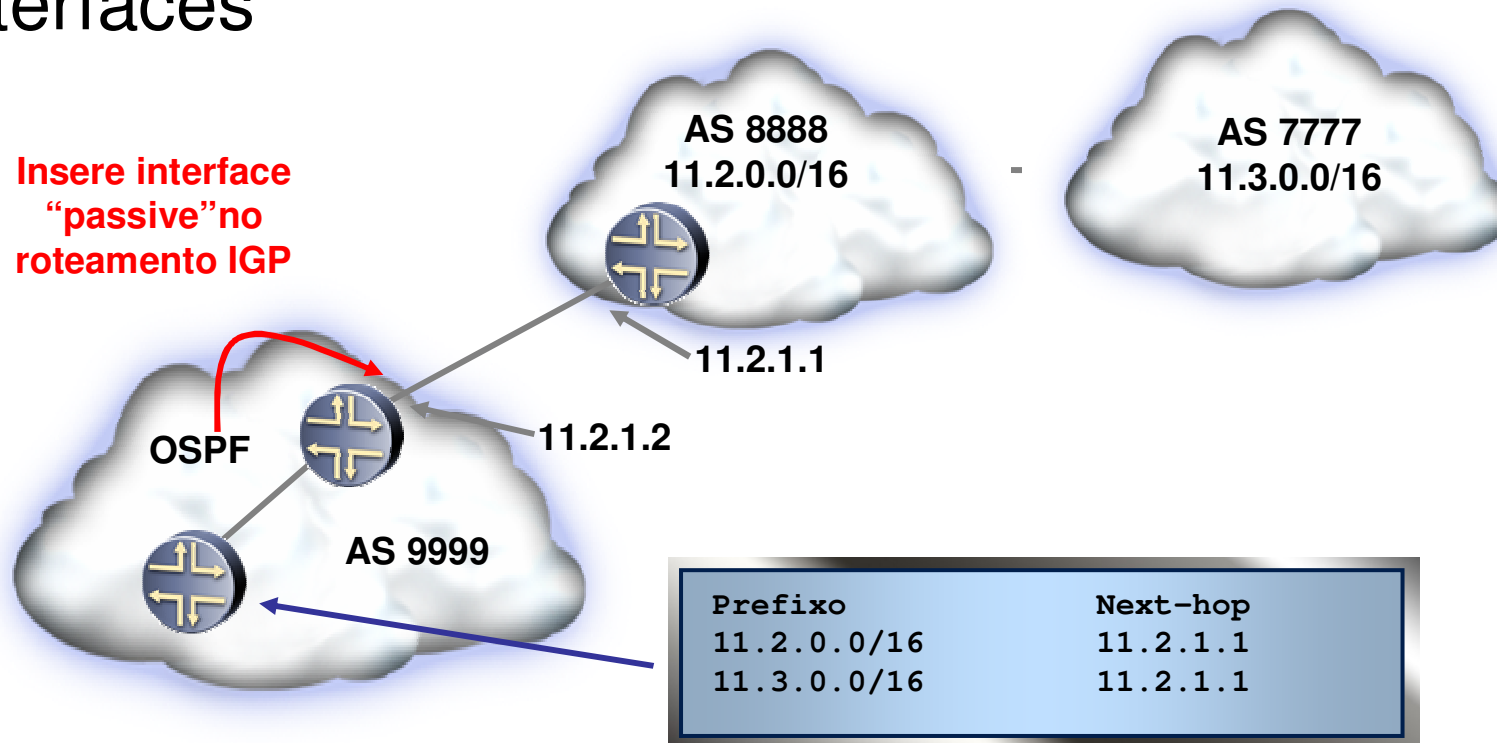 Insere interface
“passive”no
roteamento IGP
AS 8888
11.2.0.0/16
-
AS 7777
11.3.0.0/16
11.2.1.1
11.2.1.2
OSPF
AS 9999
Prefixo Next-hop
11.2.0.0/16 11.2.1.1
11.3.0.0/16 11.2.1.1